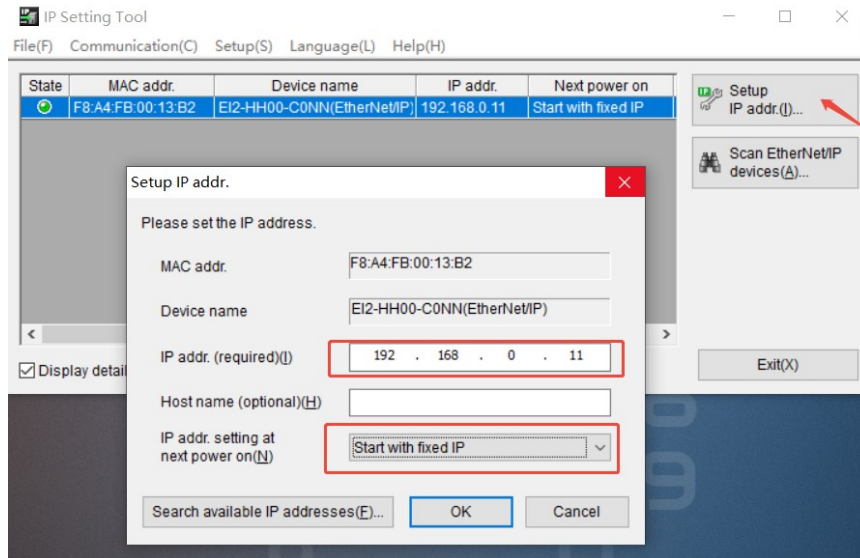 IP Setting Tool
File(F) Communication(C) Setup(S) Language(L) Help(H)
State MAC addr. Device name IP addr. Next power on
F8:A4:FB:00:13:B2 EI2-HH00-C0NN(EtherNet/IP) 192.168.0.11 Start with fixed IP
Setup
IP addr.(I)...
Scan EtherNet/IP
devices(A)...
Setup IP addr.
Please set the IP address.
MAC addr. F8:A4:FB:00:13:B2
Device name EI2-HH00-C0NN(EtherNet/IP)
IP addr. (required)(I) 192 . 168 . 0 . 11
Display detail
Exit(X)
Host name (optional)(H)
IP addr. setting at
next power on(N)
Start with fixed IP
Search available IP addresses(F)... OK Cancel